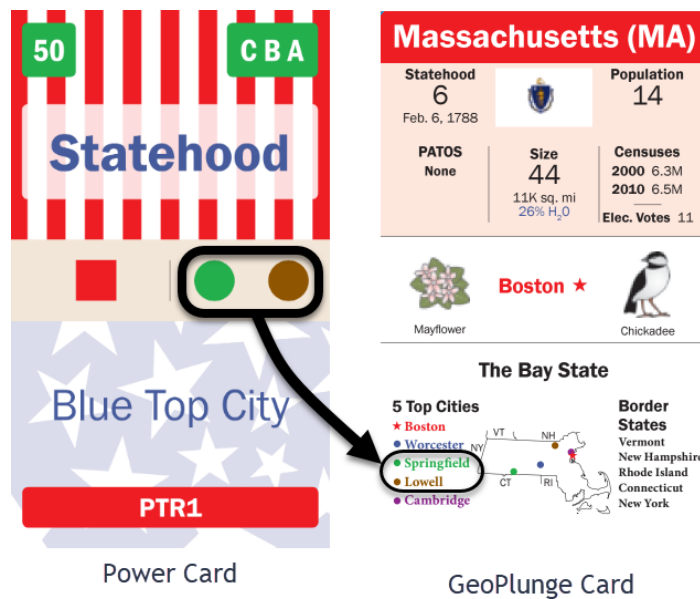 50
C B A
Statehood
Blue Top City
PTR1
Power Card
Massachusetts (MA)
Statehood
6
Feb. 6, 1788
Population
14
PATOS
None
Size
44
11K sq. mi
26% H₂0
Censuses
2000 6.3M
2010 6.5M
Elec. Votes 11
Mayflower
Boston ★
Chickadee
The Bay State
5 Top Cities
★ Boston
• Worcester
• Springfield
• Lowell
• Cambridge
VT
NH
NY
CT
RI
Border
States
Vermont
New Hampshire
Rhode Island
Connecticut
New York
GeoPlunge Card